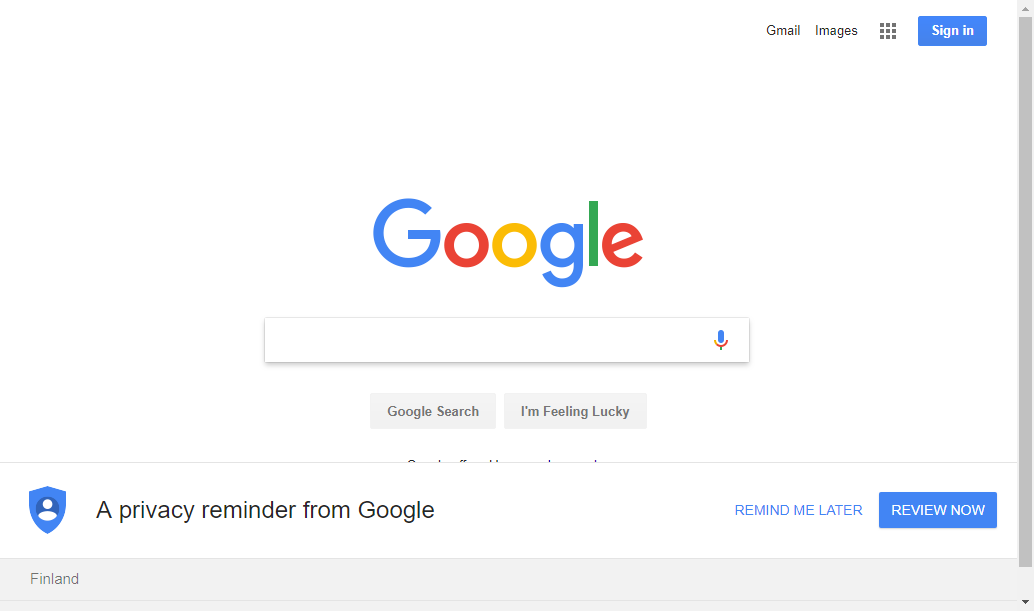 Gmail Images Sign in
Google
Google Search I'm Feeling Lucky
A privacy reminder from Google REMIND ME LATER REVIEW NOW
Finland